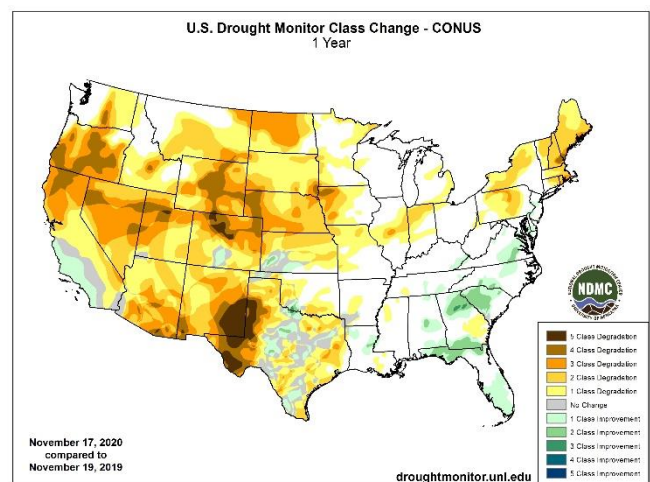 U.S. Drought Monitor Class Change - CONUS
1 Year
NDMC
5 Class Degradation
4 Class Degradation
3 Class Degradation
2 Class Degradation
1 Class Degradation
No Change
1 Class Improvement
2 Class Improvement
3 Class Improvement
4 Class Improvement
5 Class Improvement
November 17, 2020
compared to
November 19, 2019
droughtmonitor.unl.edu